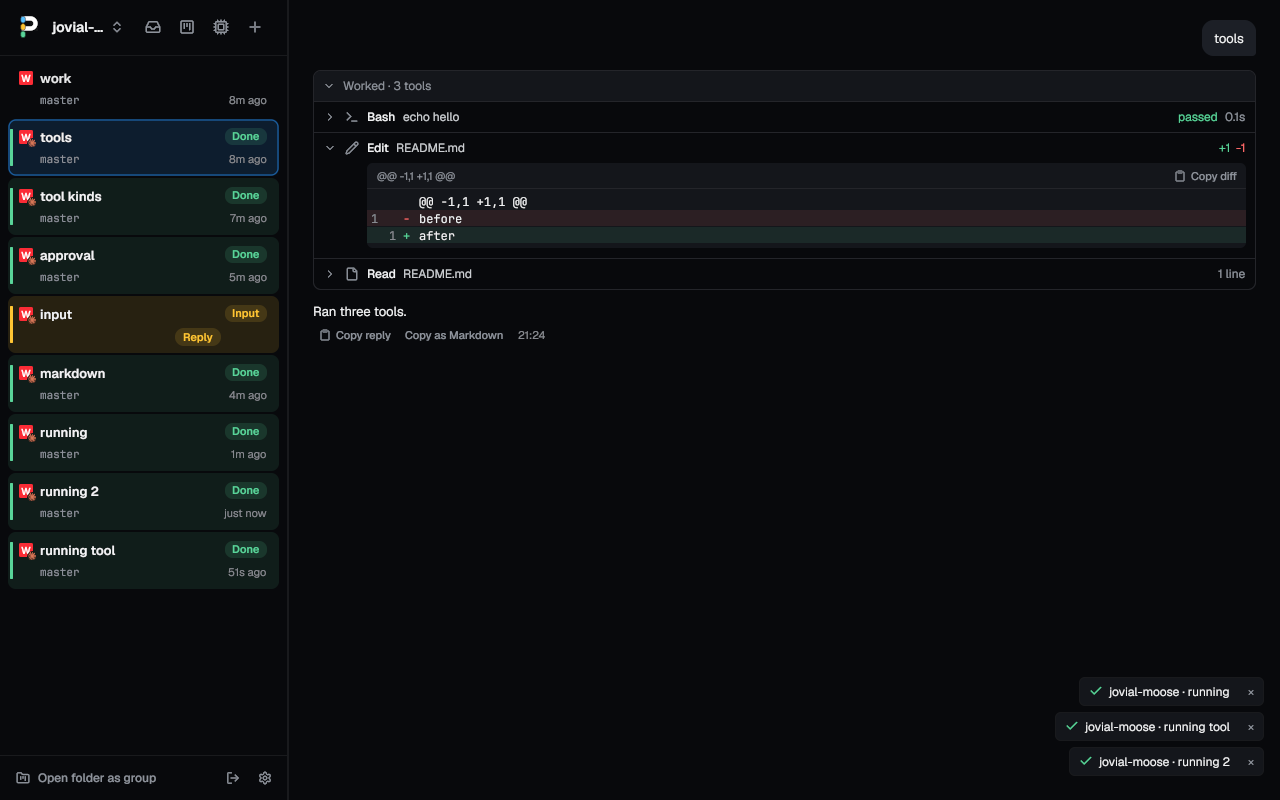 jovial-...
W work
master 8m ago
W tools Done
master 8m ago
W tool kinds Done
master 7m ago
W approval Done
master 5m ago
W input Input
Reply
W markdown Done
master 4m ago
W running Done
master 1m ago
W running 2 Done
master just now
W running tool Done
master 51s ago
Open folder as group
tools
Worked · 3 tools
Bash echo hello passed 0.1s
Edit README.md +1 -1
@@ -1,1 +1,1 @@ Copy diff
@@ -1,1 +1,1 @@
1 - before
1 + after
Read README.md 1 line
Ran three tools.
Copy reply Copy as Markdown 21:24
jovial-moose · running ×
jovial-moose · running tool ×
jovial-moose · running 2 ×